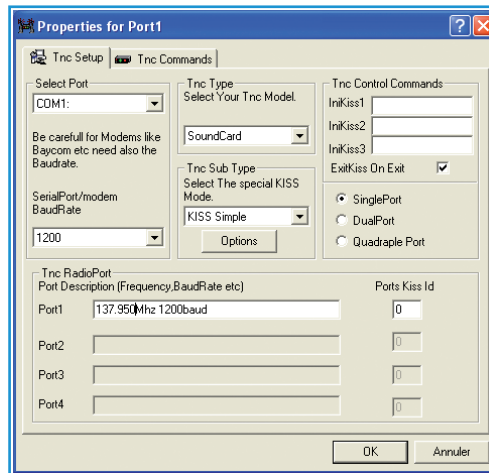 Properties for Port1
Tnc Setup
Tnc Commands
Select Port
COM1:
Be carefull for Modems like
Baycom etc need also the
Baudrate.
SerialPort/modem
BaudRate
1200
Tnc Type
Select Your Tnc Model.
SoundCard
Tnc Sub Type
Select The special KISS
Mode.
KISS Simple
Options
Tnc Control Commands
IniKiss1
IniKiss2
IniKiss3
ExitKiss On Exit
SinglePort
DualPort
Quadraple Port
Tnc RadioPort
Port Description (Frequency,BaudRate etc)
Ports Kiss Id
Port1 137.950Mhz 1200baud 0
Port2 0
Port3 0
Port4 0
OK
Annuler